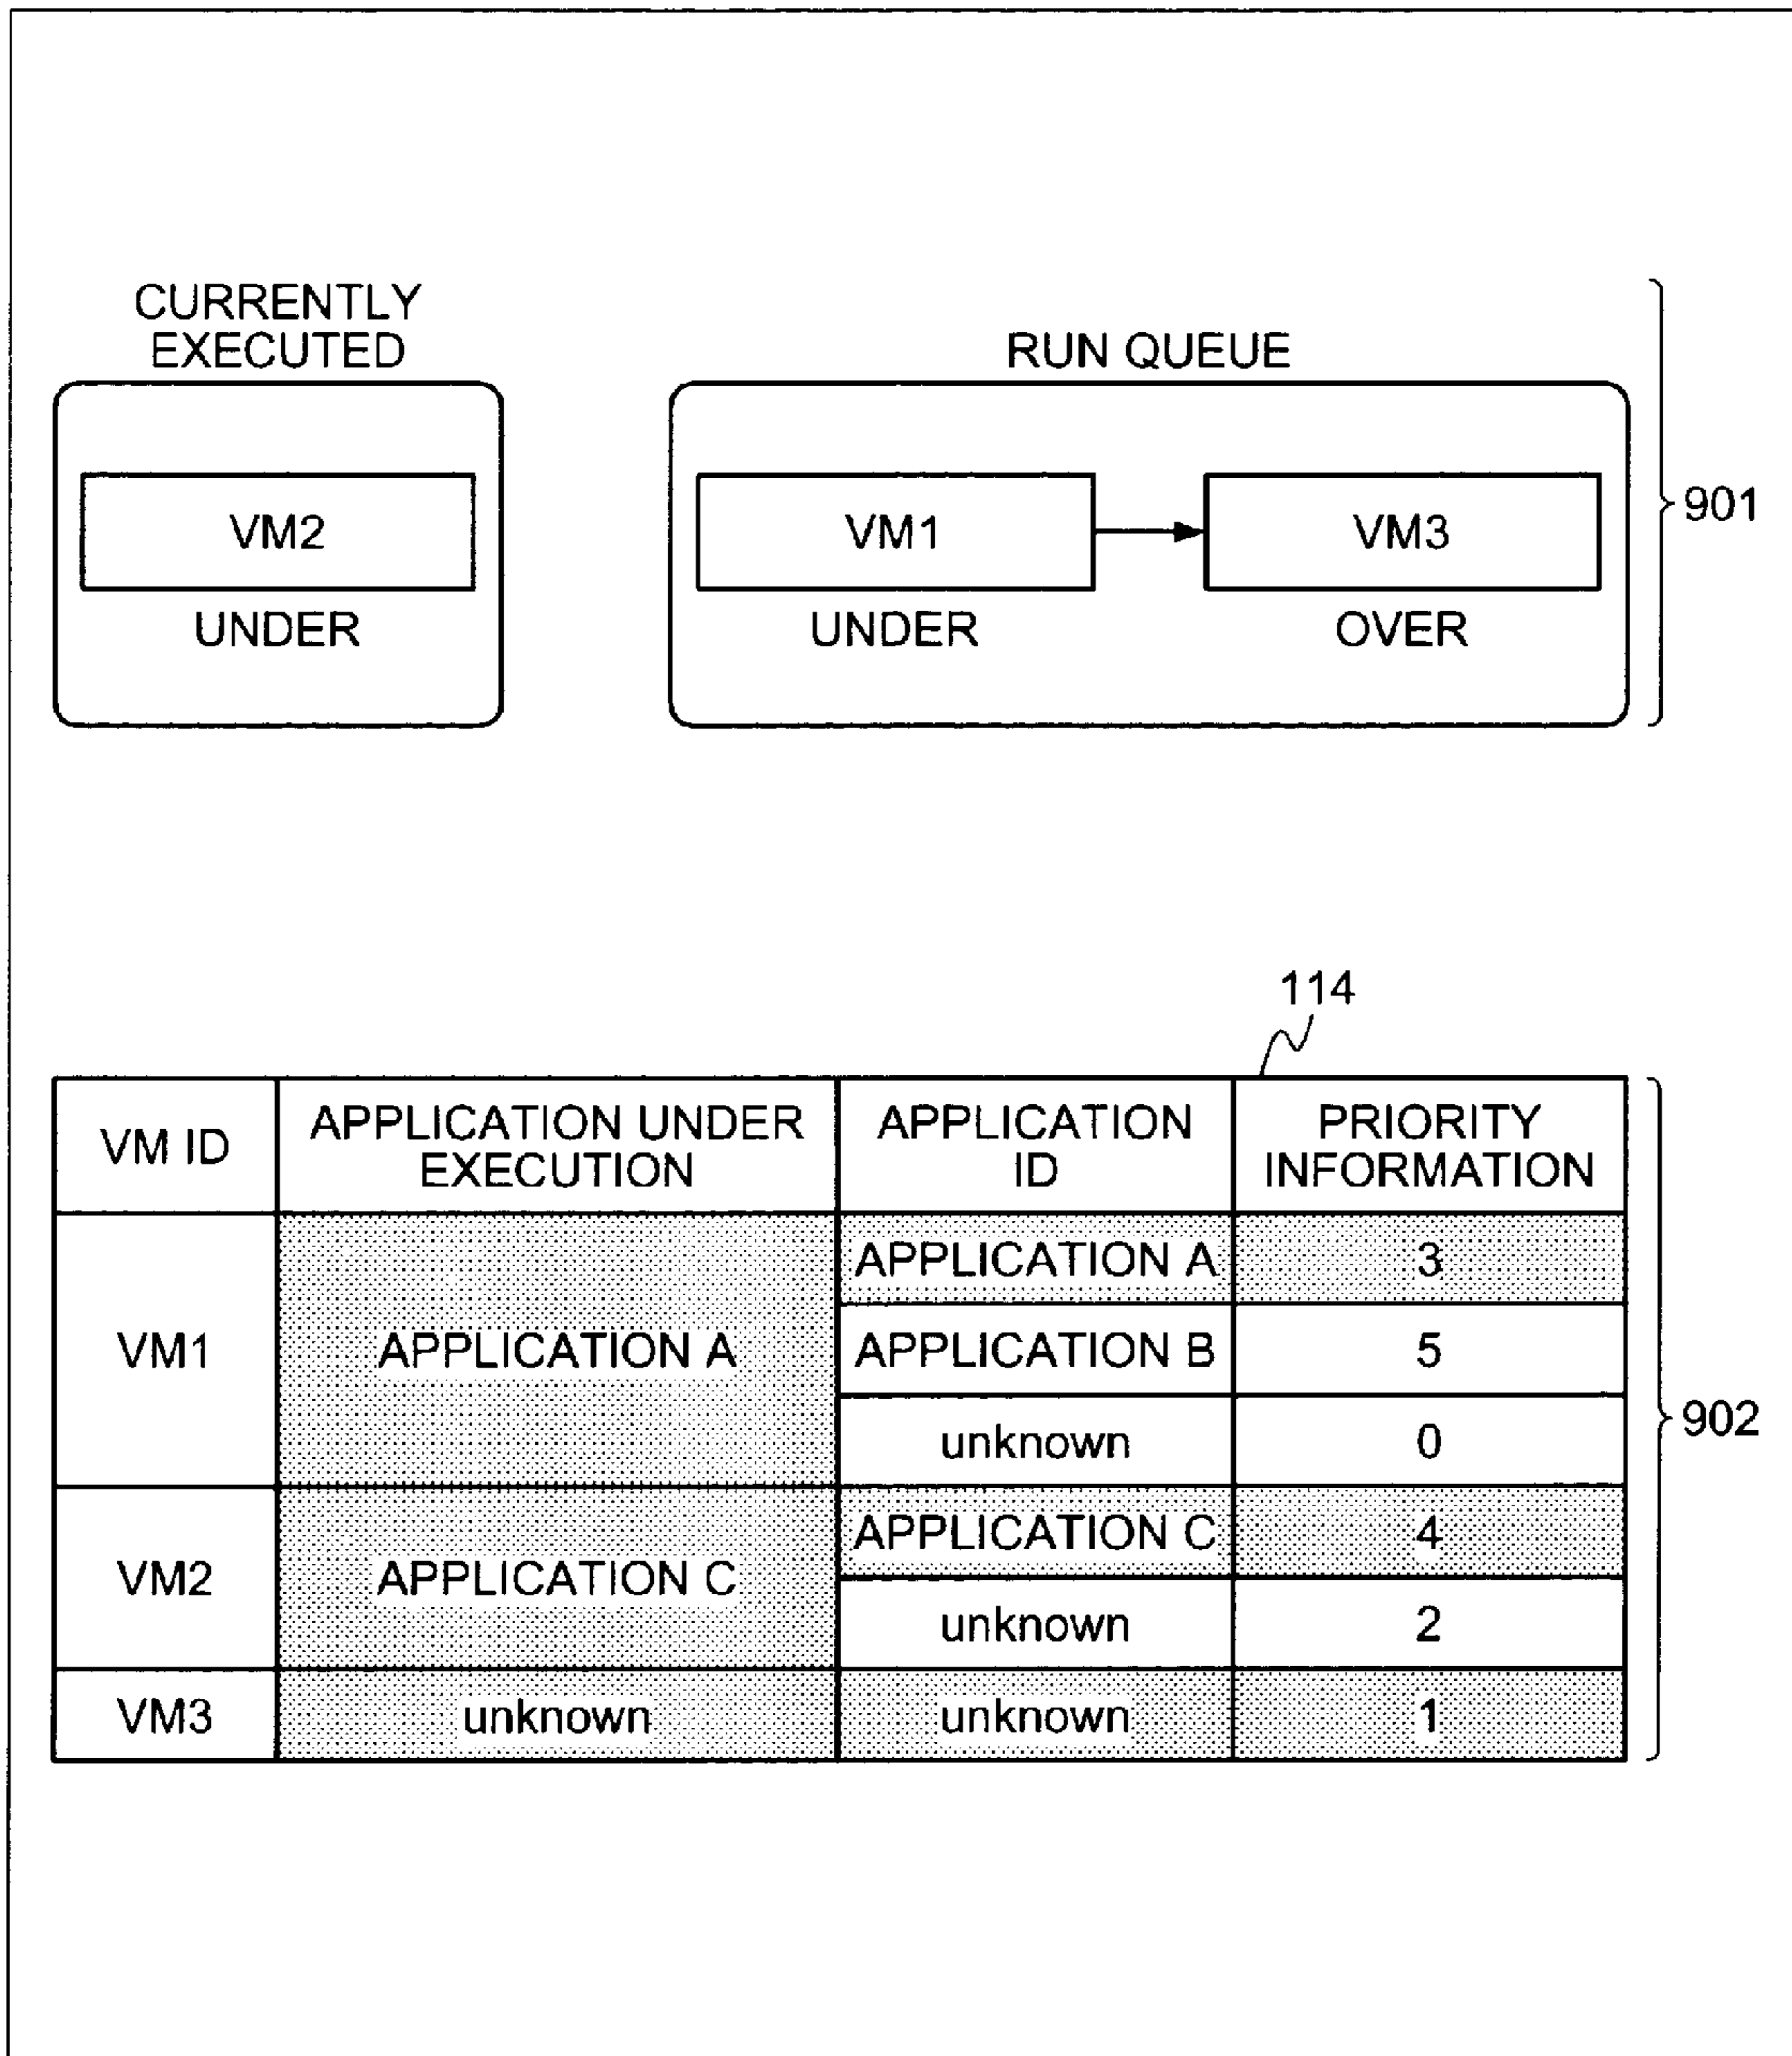 CURRENTLY
EXECUTED
RUN QUEUE
VM2
VM1
VM3
901
UNDER
UNDER
OVER
114
VM ID
APPLICATION UNDER
EXECUTION
APPLICATION
ID
PRIORITY
INFORMATION
VM1
APPLICATION A
APPLICATION A
3
APPLICATION B
5
unknown
0
902
VM2
APPLICATION C
APPLICATION C
4
unknown
2
VM3
unknown
unknown
1